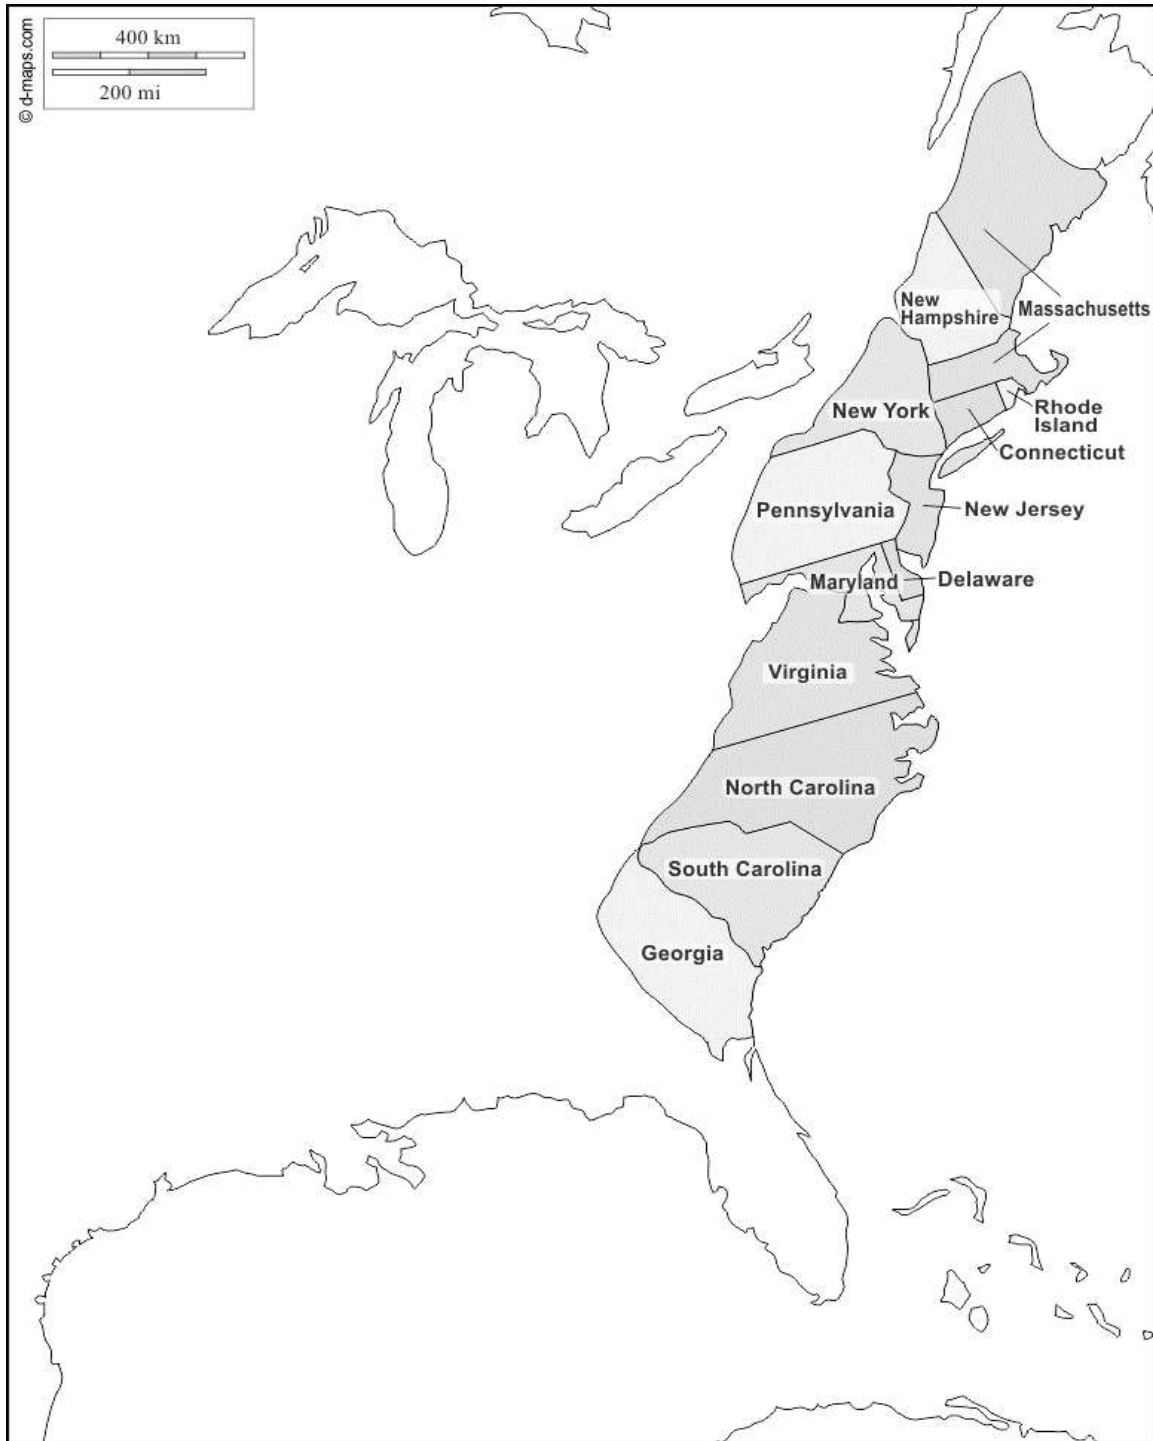 © d-maps.com
400 km
200 mi
New
Hampshire
Massachusetts
New York
Rhode
Island
Connecticut
Pennsylvania
New Jersey
Maryland
Delaware
Virginia
North Carolina
South Carolina
Georgia